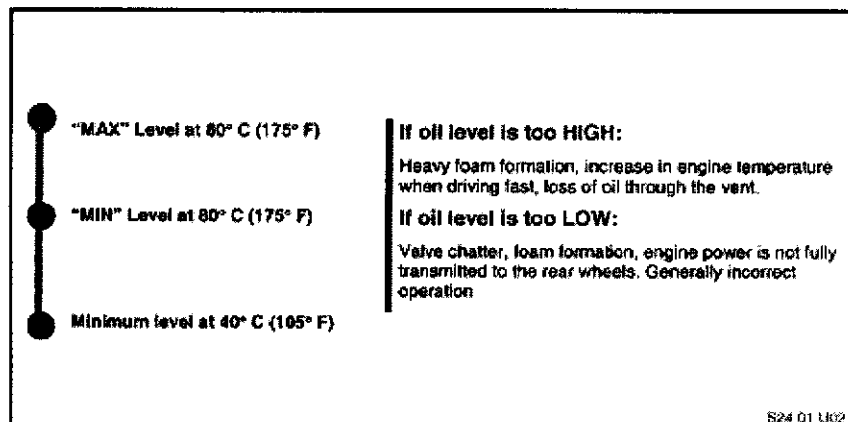 "MAX" Level at 80° C (175° F)
"MIN" Level at 80° C (175° F)
Minimum level at 40° C (105° F)
If oil level is too HIGH:
Heavy foam formation, increase in engine temperature
when driving fast, loss of oil through the vent.
If oil level is too LOW:
Valve chatter, foam formation, engine power is not fully
transmitted to the rear wheels. Generally incorrect
operation
S24 01 U02